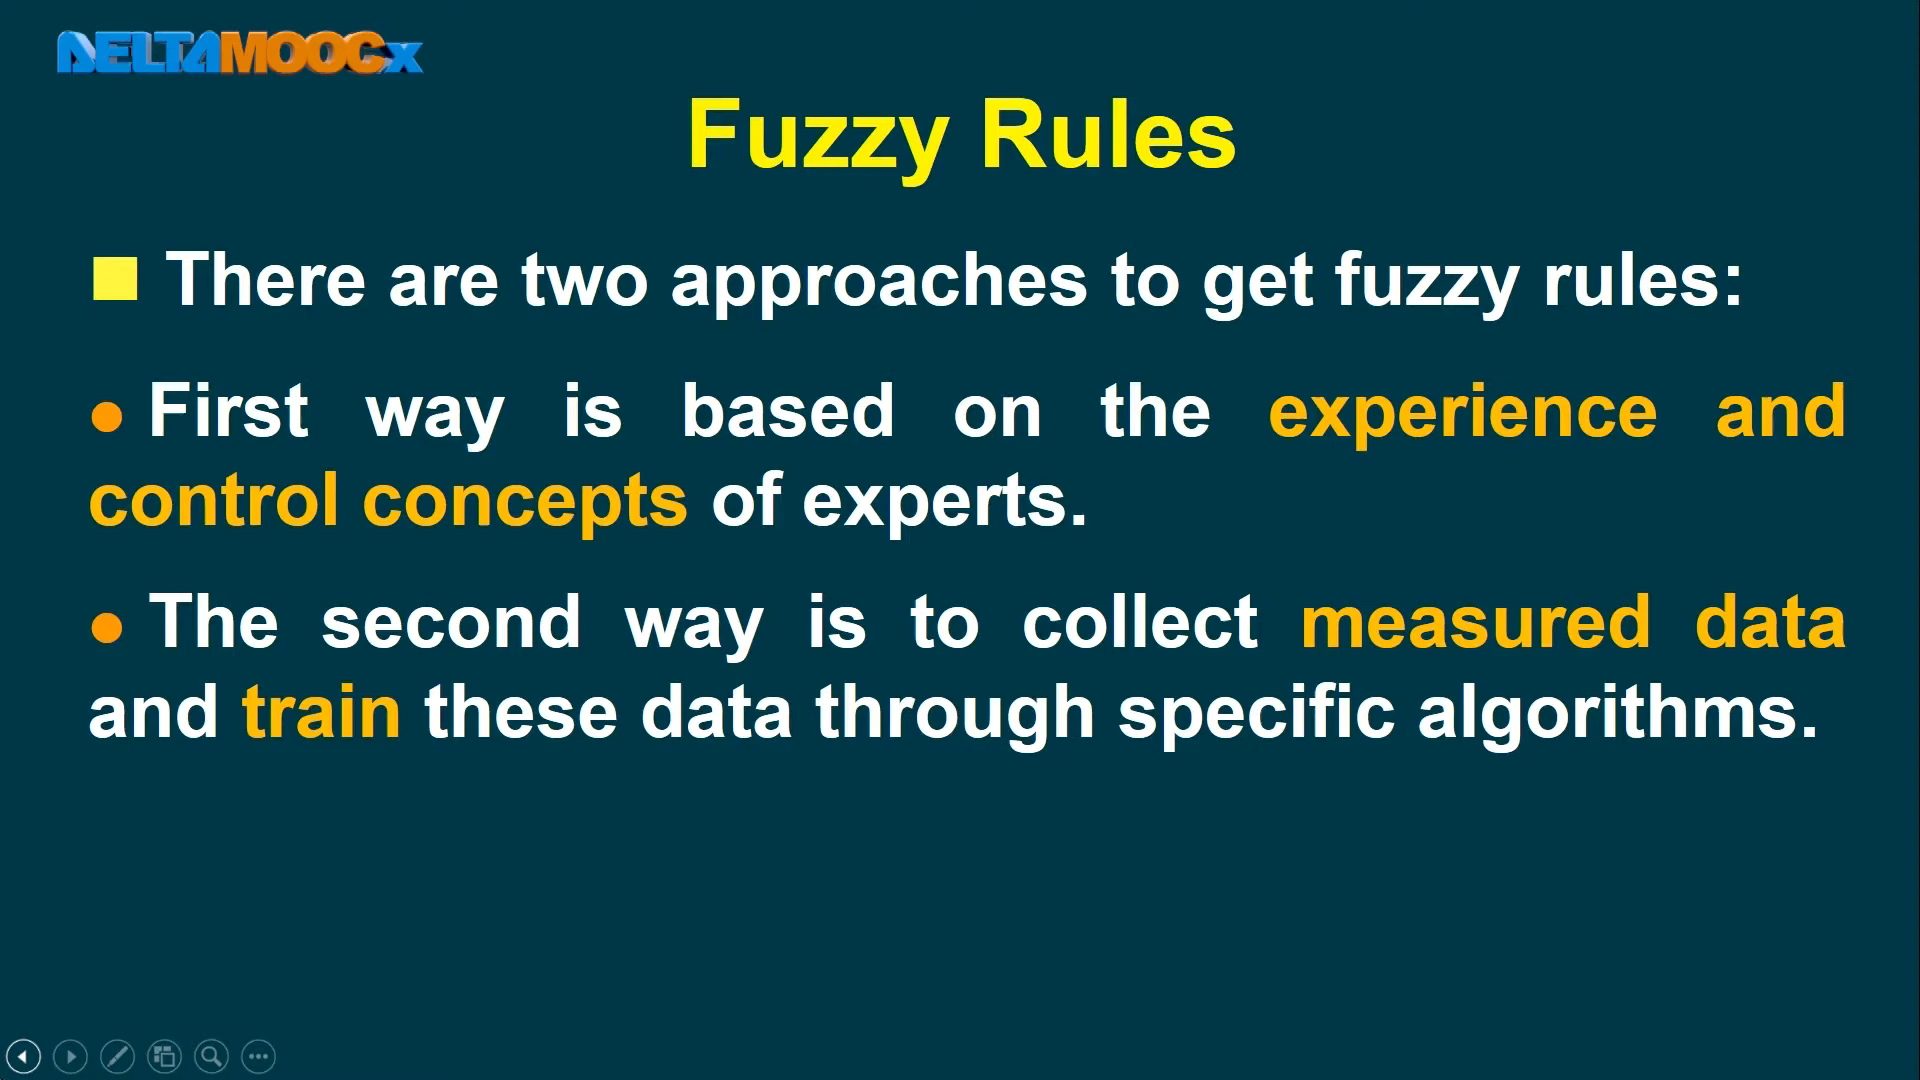 DELTAMOOCx
Fuzzy Rules
There are two approaches to get fuzzy rules:
First way is based on the experience and
control concepts of experts.
The second way is to collect measured data
and train these data through specific algorithms.